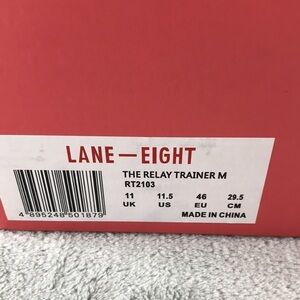 LANE—EIGHT
THE RELAY TRAINER M
RT2103
11 11.5 46 29.5
UK US EU CM
MADE IN CHINA
4 895248 501879